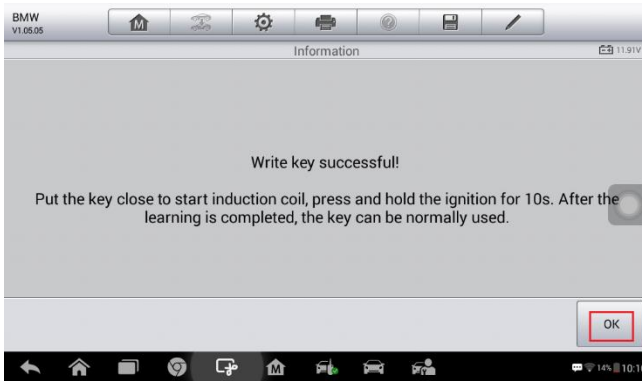 BMW
V1.05.05
Information
11.91V
Write key successful!
Put the key close to start induction coil, press and hold the ignition for 10s. After the
learning is completed, the key can be normally used.
OK
14%